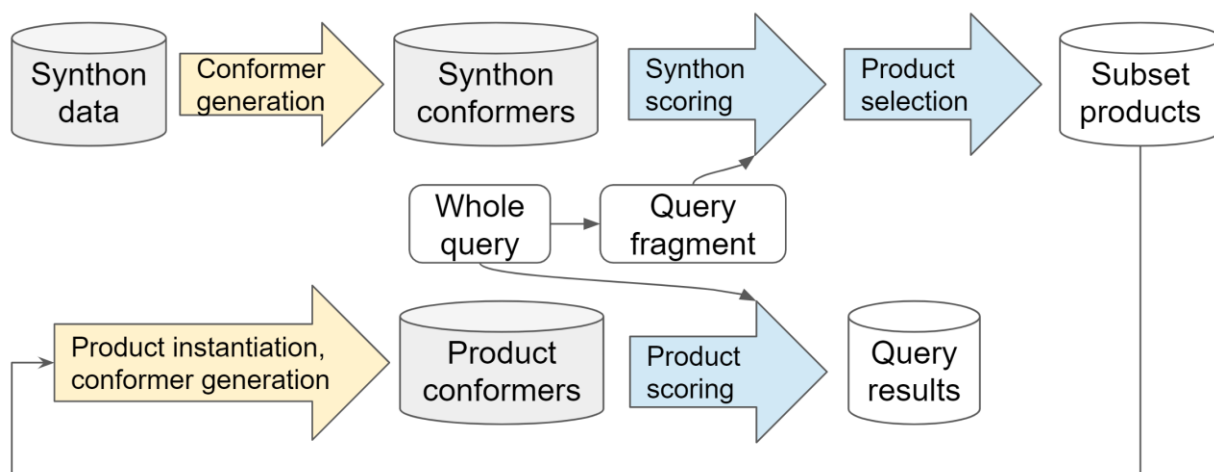 Synthon
data
Conformer
generation
Synthon
conformers
Synthon
scoring
Product
selection
Subset
products
Whole
query
Query
fragment
Product instantiation,
conformer generation
Product
conformers
Product
scoring
Query
results